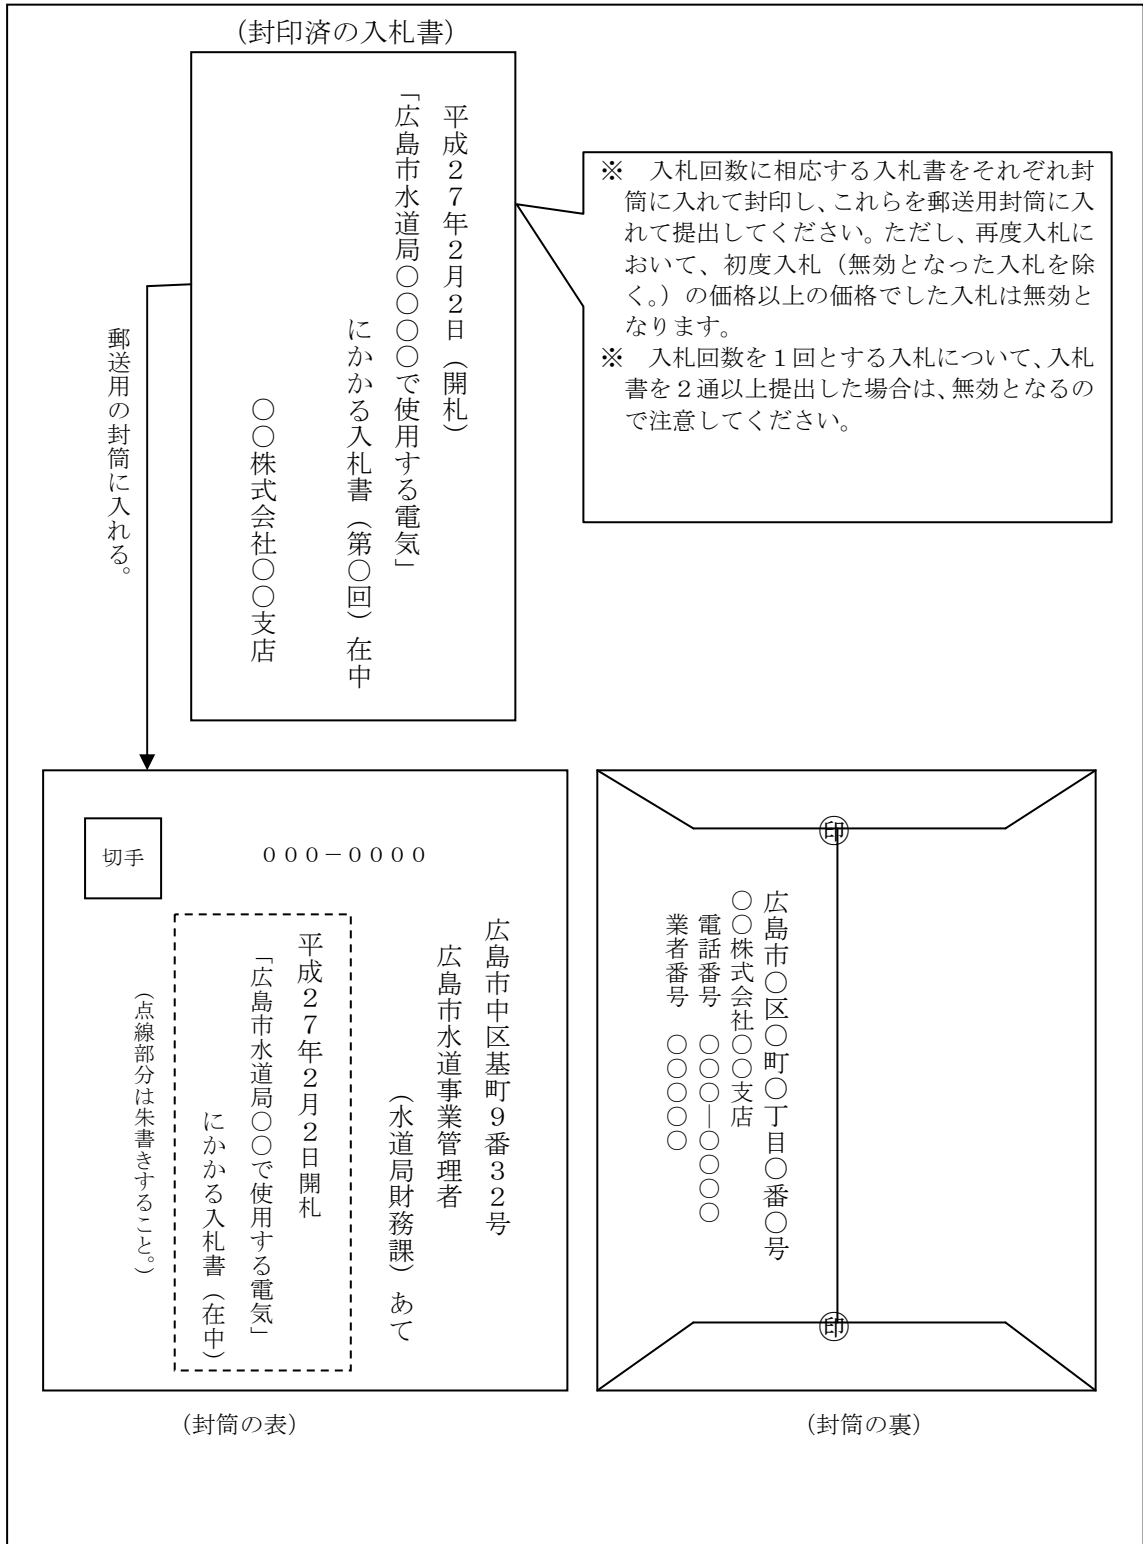 （封印済の入札書）
平成２７年２月２日（開札）
「広島市水道局○○○○で使用する電気」
にかかる入札書（第○回）在中
○○株式会社○○支店
※　入札回数に相応する入札書をそれぞれ封
筒に入れて封印し、これらを郵送用封筒に入
れて提出してください。ただし、再度入札に
おいて、初度入札（無効となった入札を除
く。）の価格以上の価格でした入札は無効と
なります。
※　入札回数を１回とする入札について、入札
書を２通以上提出した場合は、無効となるの
で注意してください。
郵送用の封筒に入れる。
切手
０００－００００
広島市中区基町９番３２号
広島市水道事業管理者
（水道局財務課）あて
平成２７年２月２日開札
「広島市水道局○○で使用する電気」
にかかる入札書（在中）
（点線部分は朱書きすること。）
（封筒の表）
㊞
広島市○区○町○丁目○番○号
○○株式会社○○支店
電話番号　○○○―○○○○
業者番号　○○○○○
㊞
（封筒の裏）